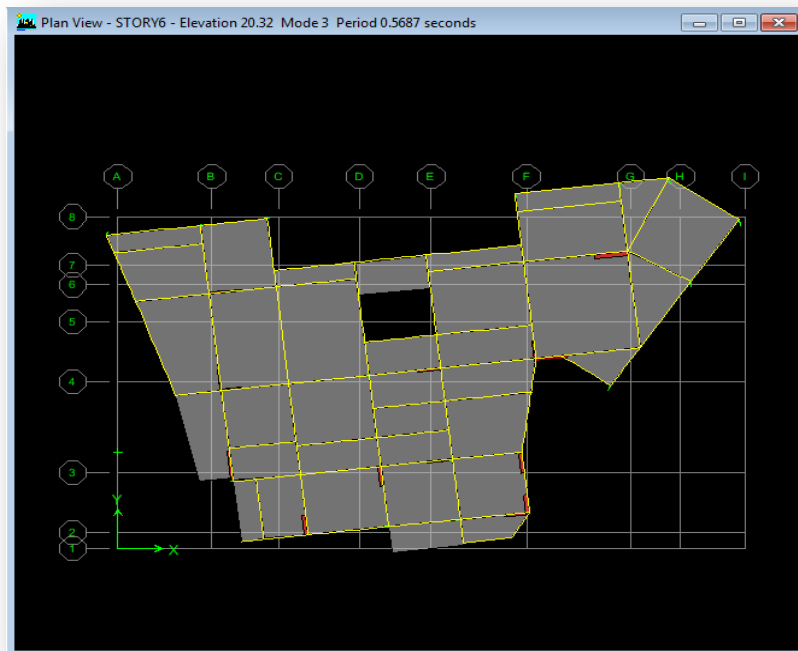 Plan View - STORY6 - Elevation 20.32 Mode 3 Period 0.5687 seconds
A B C D E F G H I
8
7
6
5
4
3
Y
2
1
X